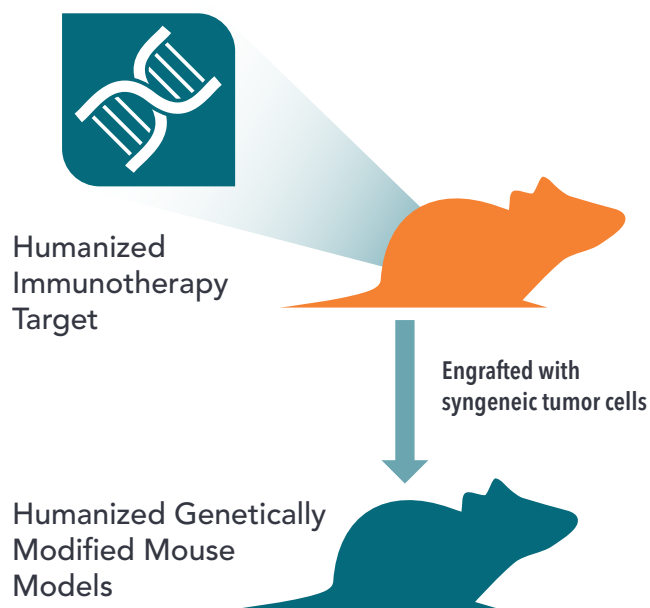 Humanized
Immunotherapy
Target
Engrafted with
syngeneic tumor cells
Humanized Genetically
Modified Mouse
Models